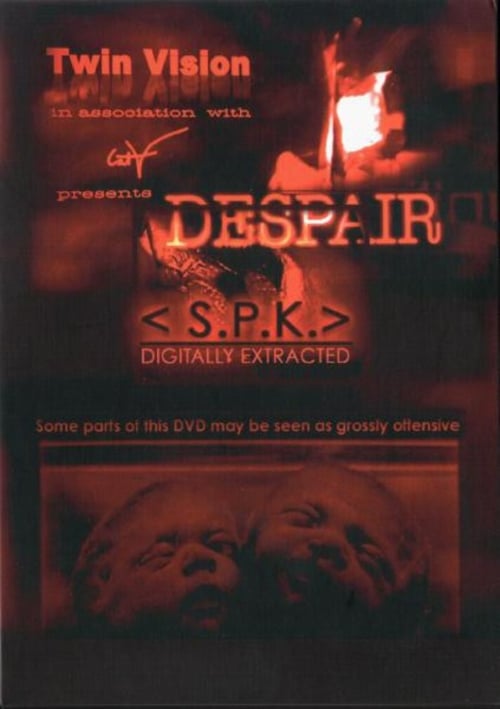 Twin Vision
in association with
presents
DESPAIR
< S.P.K.>
DIGITALLY EXTRACTED
Some parts of this DVD may be seen as grossly offensive